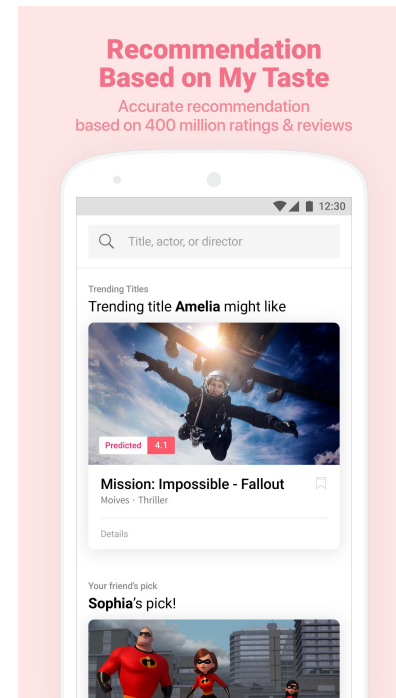 Recommendation
Based on My Taste
Accurate recommendation
based on 400 million ratings & reviews
12:30
Title, actor, or director
Trending Titles
Trending title Amelia might like
Predicted 4.1
Mission: Impossible - Fallout
Moives · Thriller
Details
Your friend's pick
Sophia's pick!